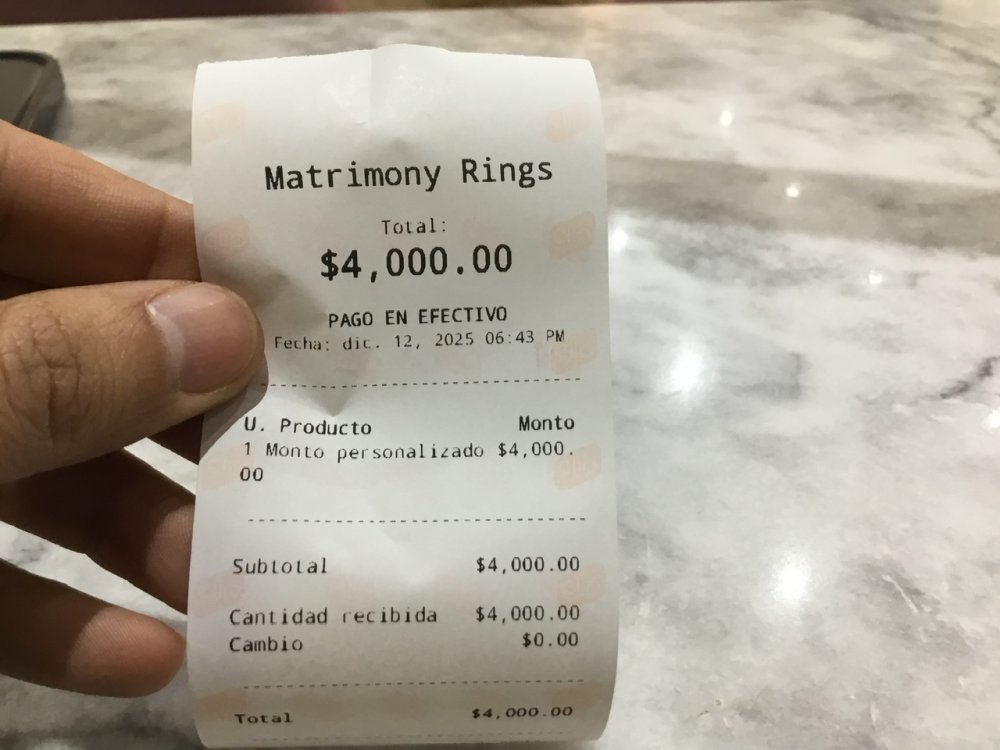 Matrimony Rings
Total:
$4,000.00
PAGO EN EFECTIVO
Fecha: dic. 12, 2025 06:43 PM
U. Producto Monto
1 Monto personalizado $4,000.
00
Subtotal $4,000.00
Cantidad recibida $4,000.00
Cambio $0.00
Total $4,000.00